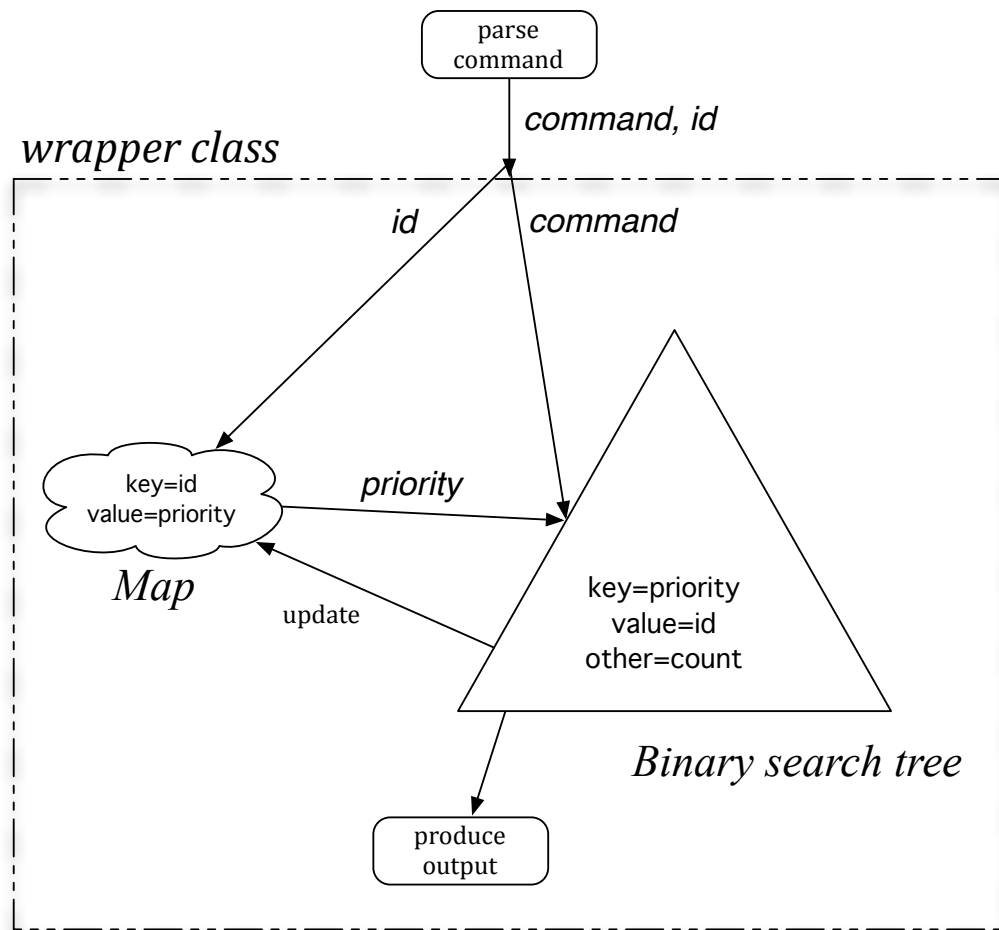 parse
command
command, id
wrapper class
id
command
key=id
value=priority
priority
Map
update
key=priority
value=id
other=count
Binary search tree
produce
output